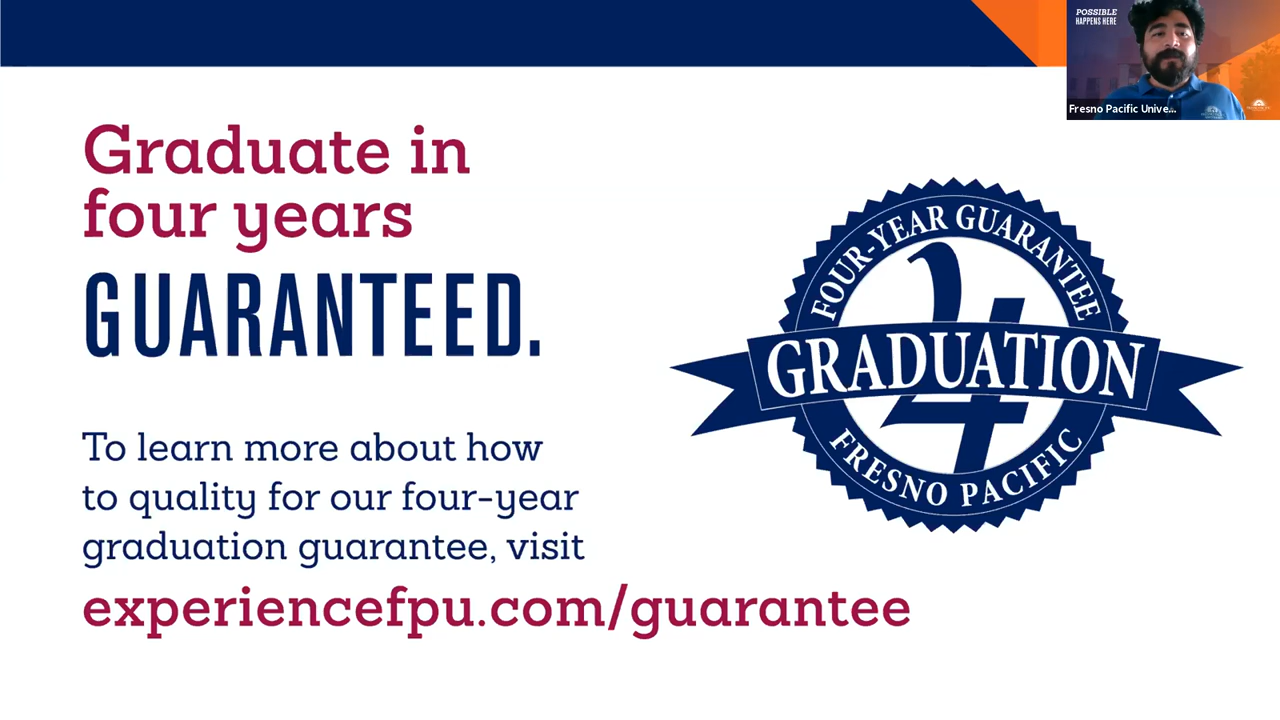 POSSIBLE
HAPPENS HERE
Fresno Pacific Unive...
Graduate in
four years
GUARANTEED.
To learn more about how
to quality for our four-year
graduation guarantee, visit
experiencefpu.com/guarantee
FOUR-YEAR GUARANTEE
4
GRADUATION
FRESNO PACIFIC